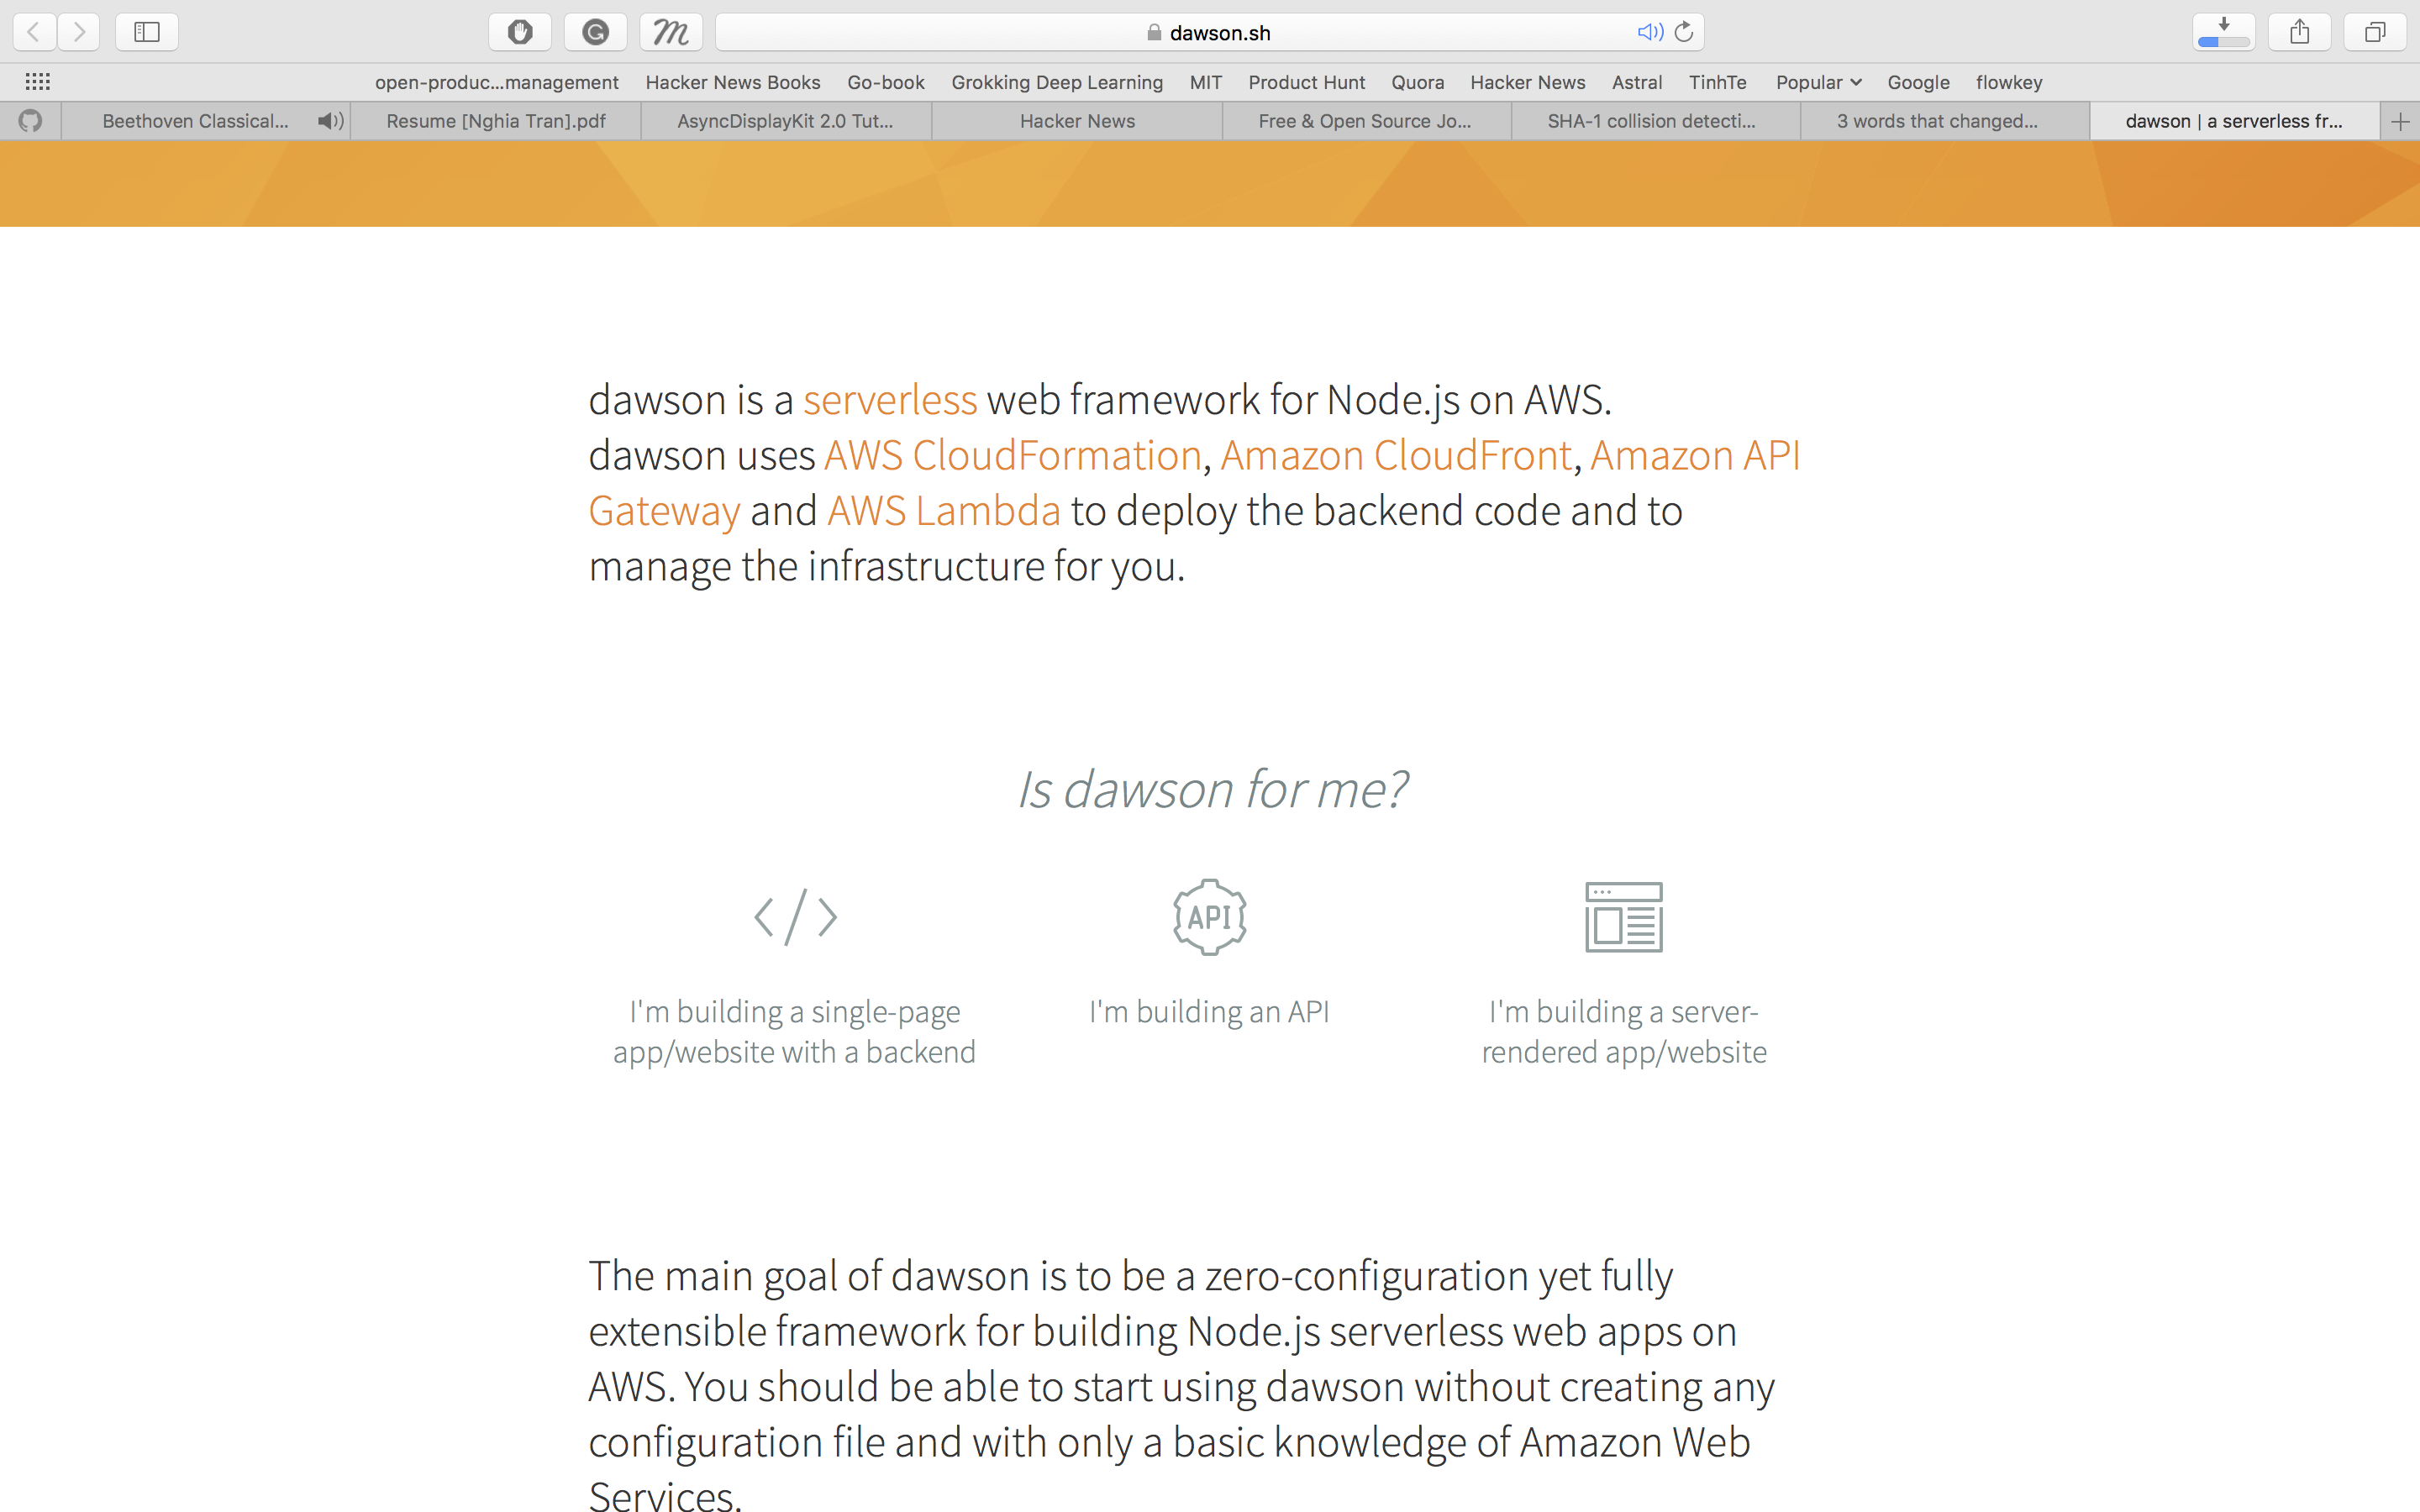 dawson.sh
open-produc...management Hacker News Books Go-book Grokking Deep Learning MIT Product Hunt Quora Hacker News Astral TinhTe Popular Google flowkey
Beethoven Classical... Resume [Nghia Tran].pdf AsyncDisplayKit 2.0 Tut... Hacker News Free & Open Source Jo... SHA-1 collision detecti... 3 words that changed... dawson | a serverless fr...
dawson is a serverless web framework for Node.js on AWS.
dawson uses AWS CloudFormation, Amazon CloudFront, Amazon API
Gateway and AWS Lambda to deploy the backend code and to
manage the infrastructure for you.
Is dawson for me?
API
I'm building a single-page
app/website with a backend
I'm building an API
I'm building a server-
rendered app/website
The main goal of dawson is to be a zero-configuration yet fully
extensible framework for building Node.js serverless web apps on
AWS. You should be able to start using dawson without creating any
configuration file and with only a basic knowledge of Amazon Web
Services.